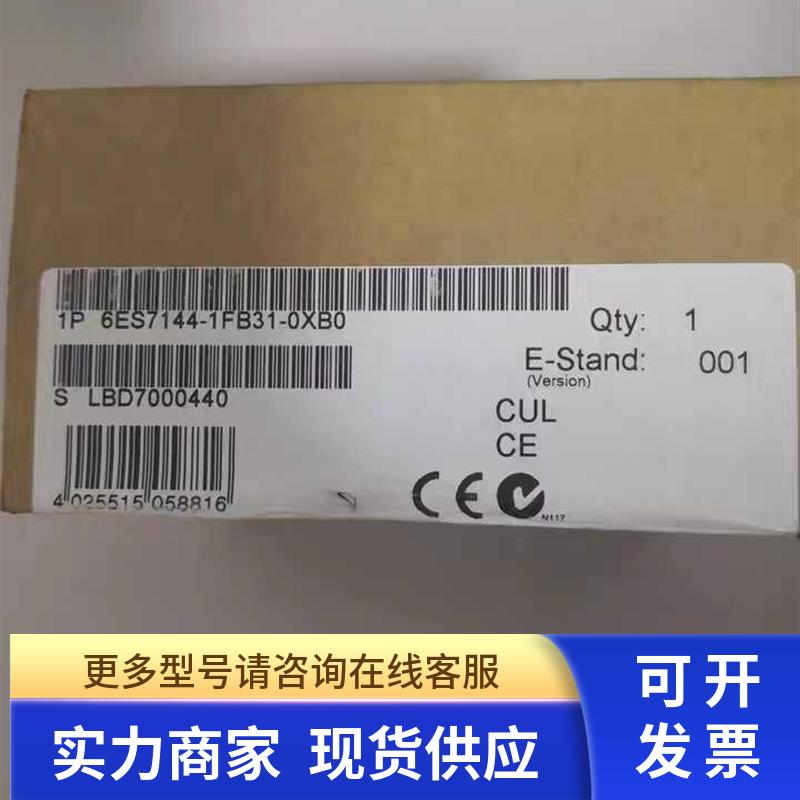 1P 6ES7144-1FB31-0XB0
Qty: 1
E-Stand: 001
(Version)
S LBD7000440
CUL
CE
4 025515 058816
CE
N117
更多型号请咨询在线客服
实力商家 现货供应
可开
发票